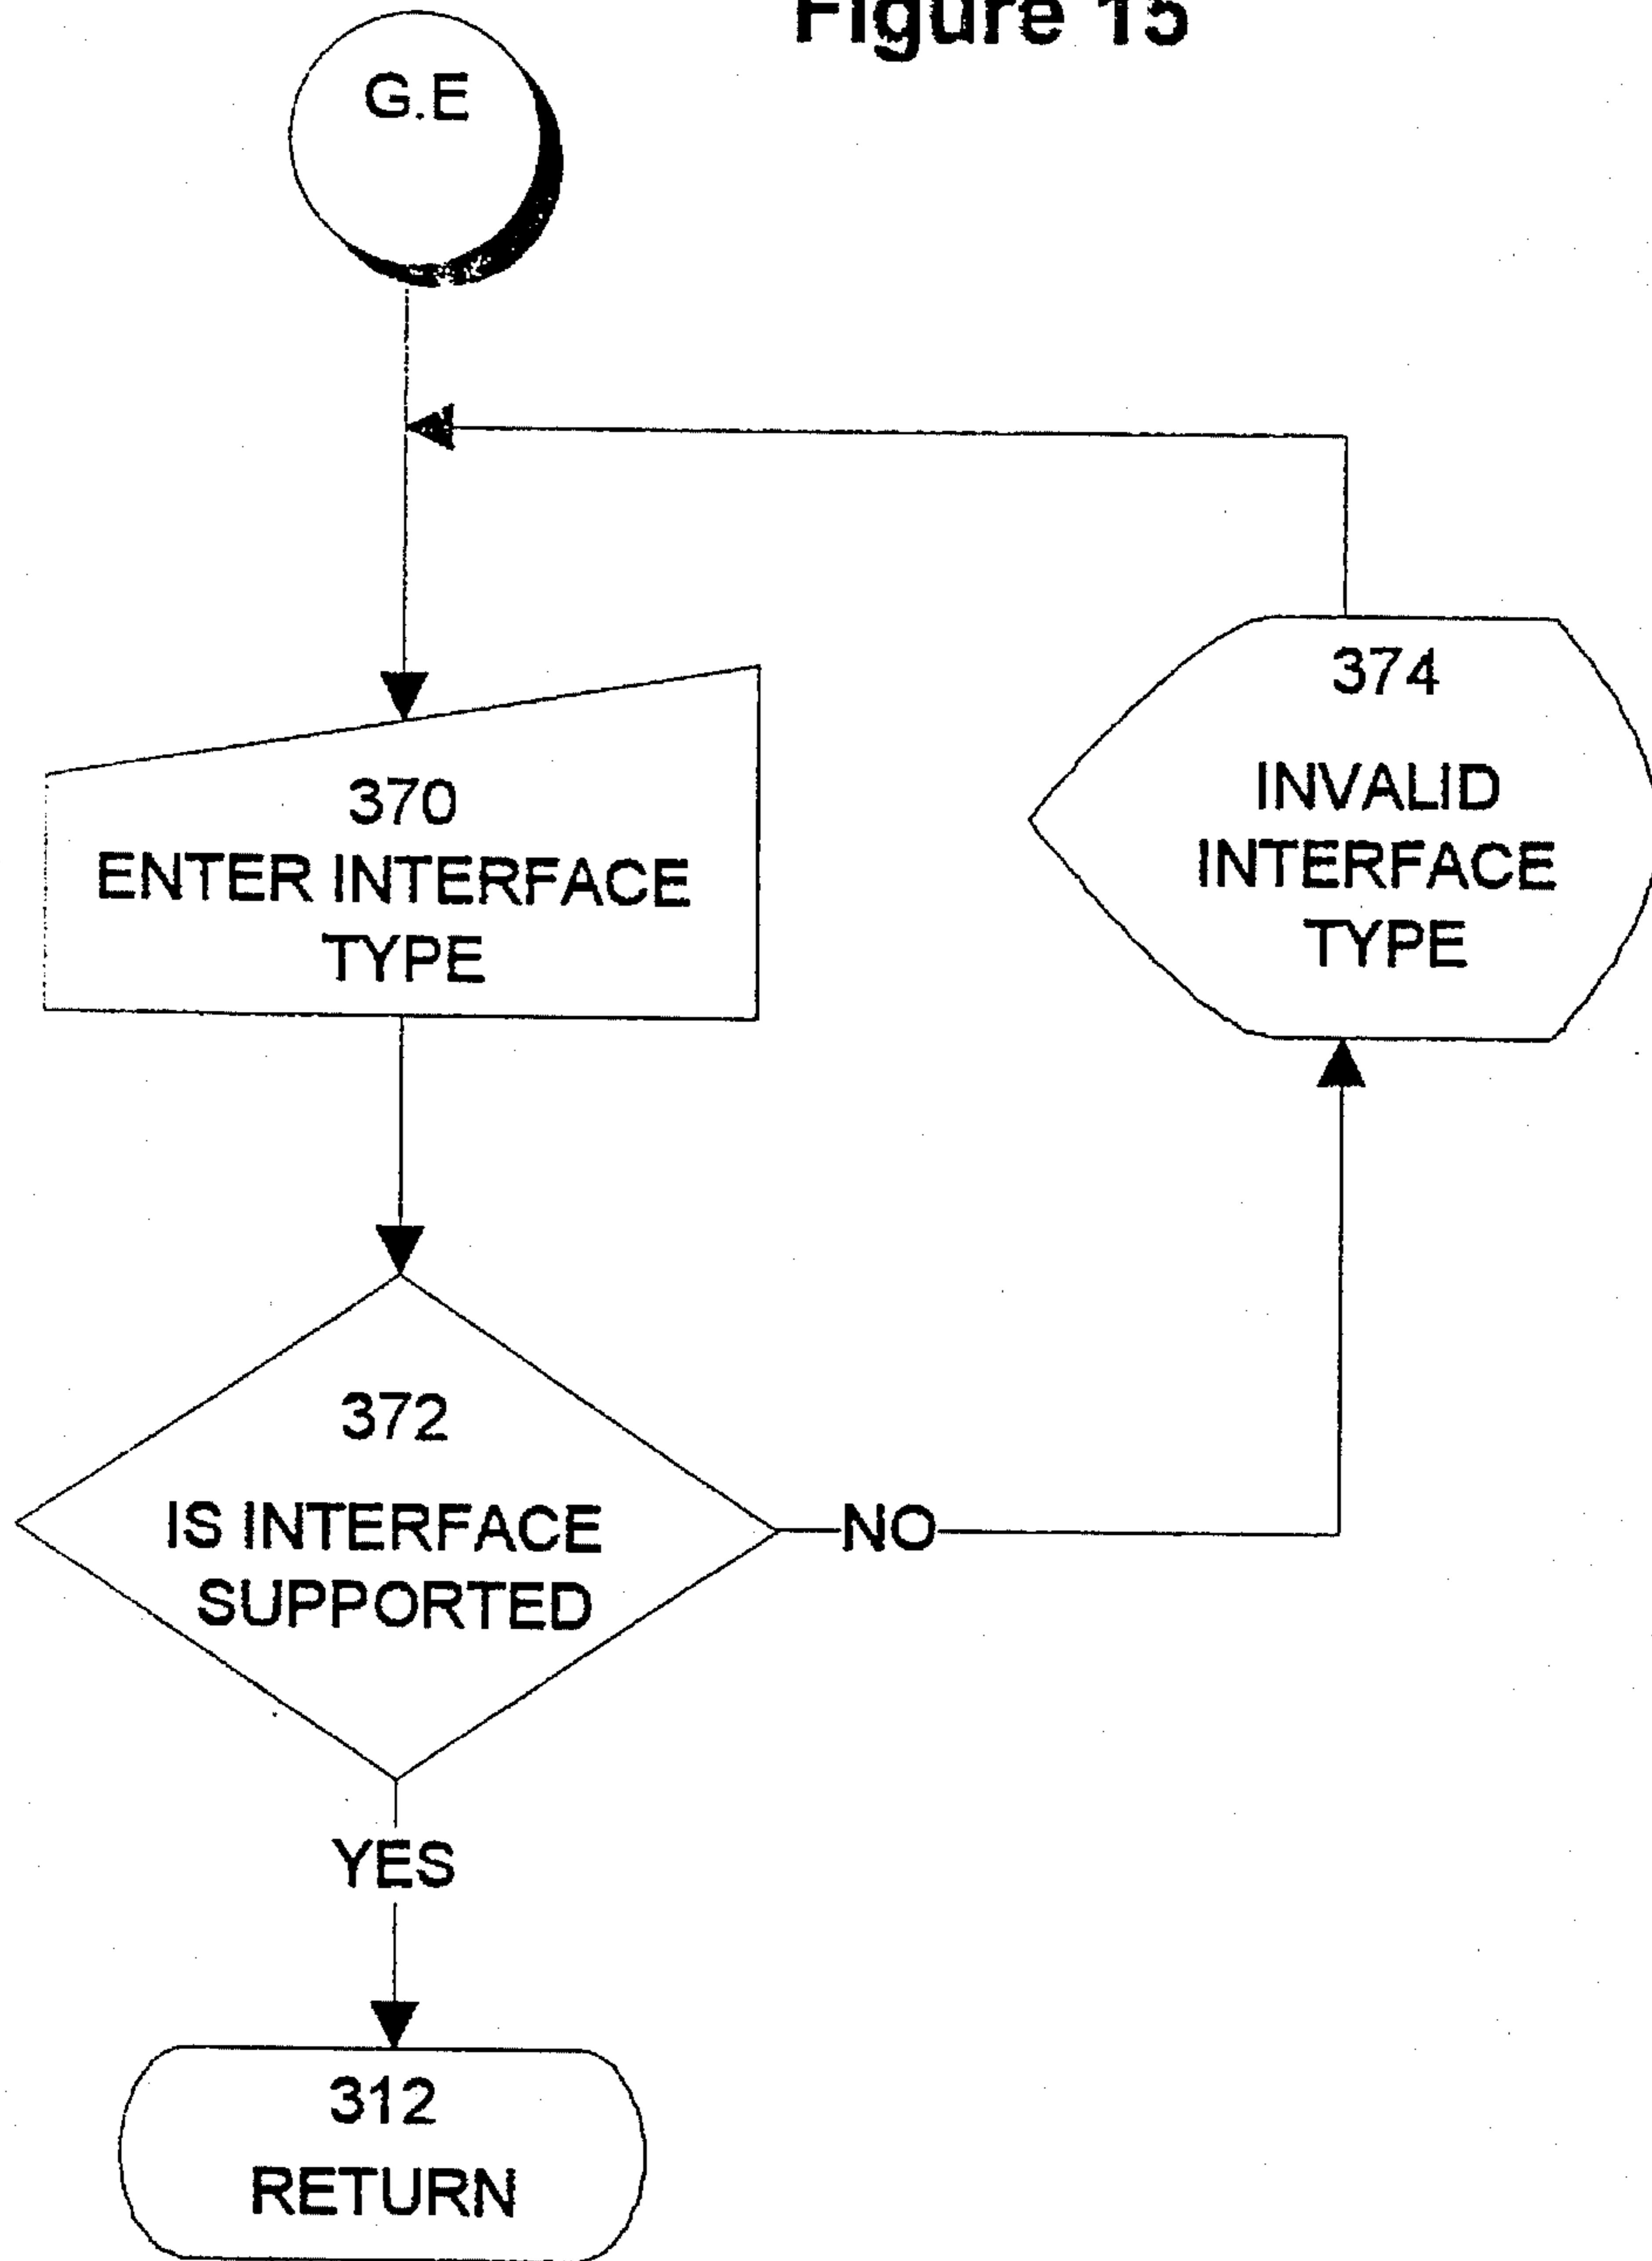 Figure 15
G.E
370
ENTER INTERFACE
TYPE
374
INVALID
INTERFACE
TYPE
372
IS INTERFACE
SUPPORTED
NO
YES
312
RETURN